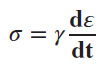 σ = γ dε/dt